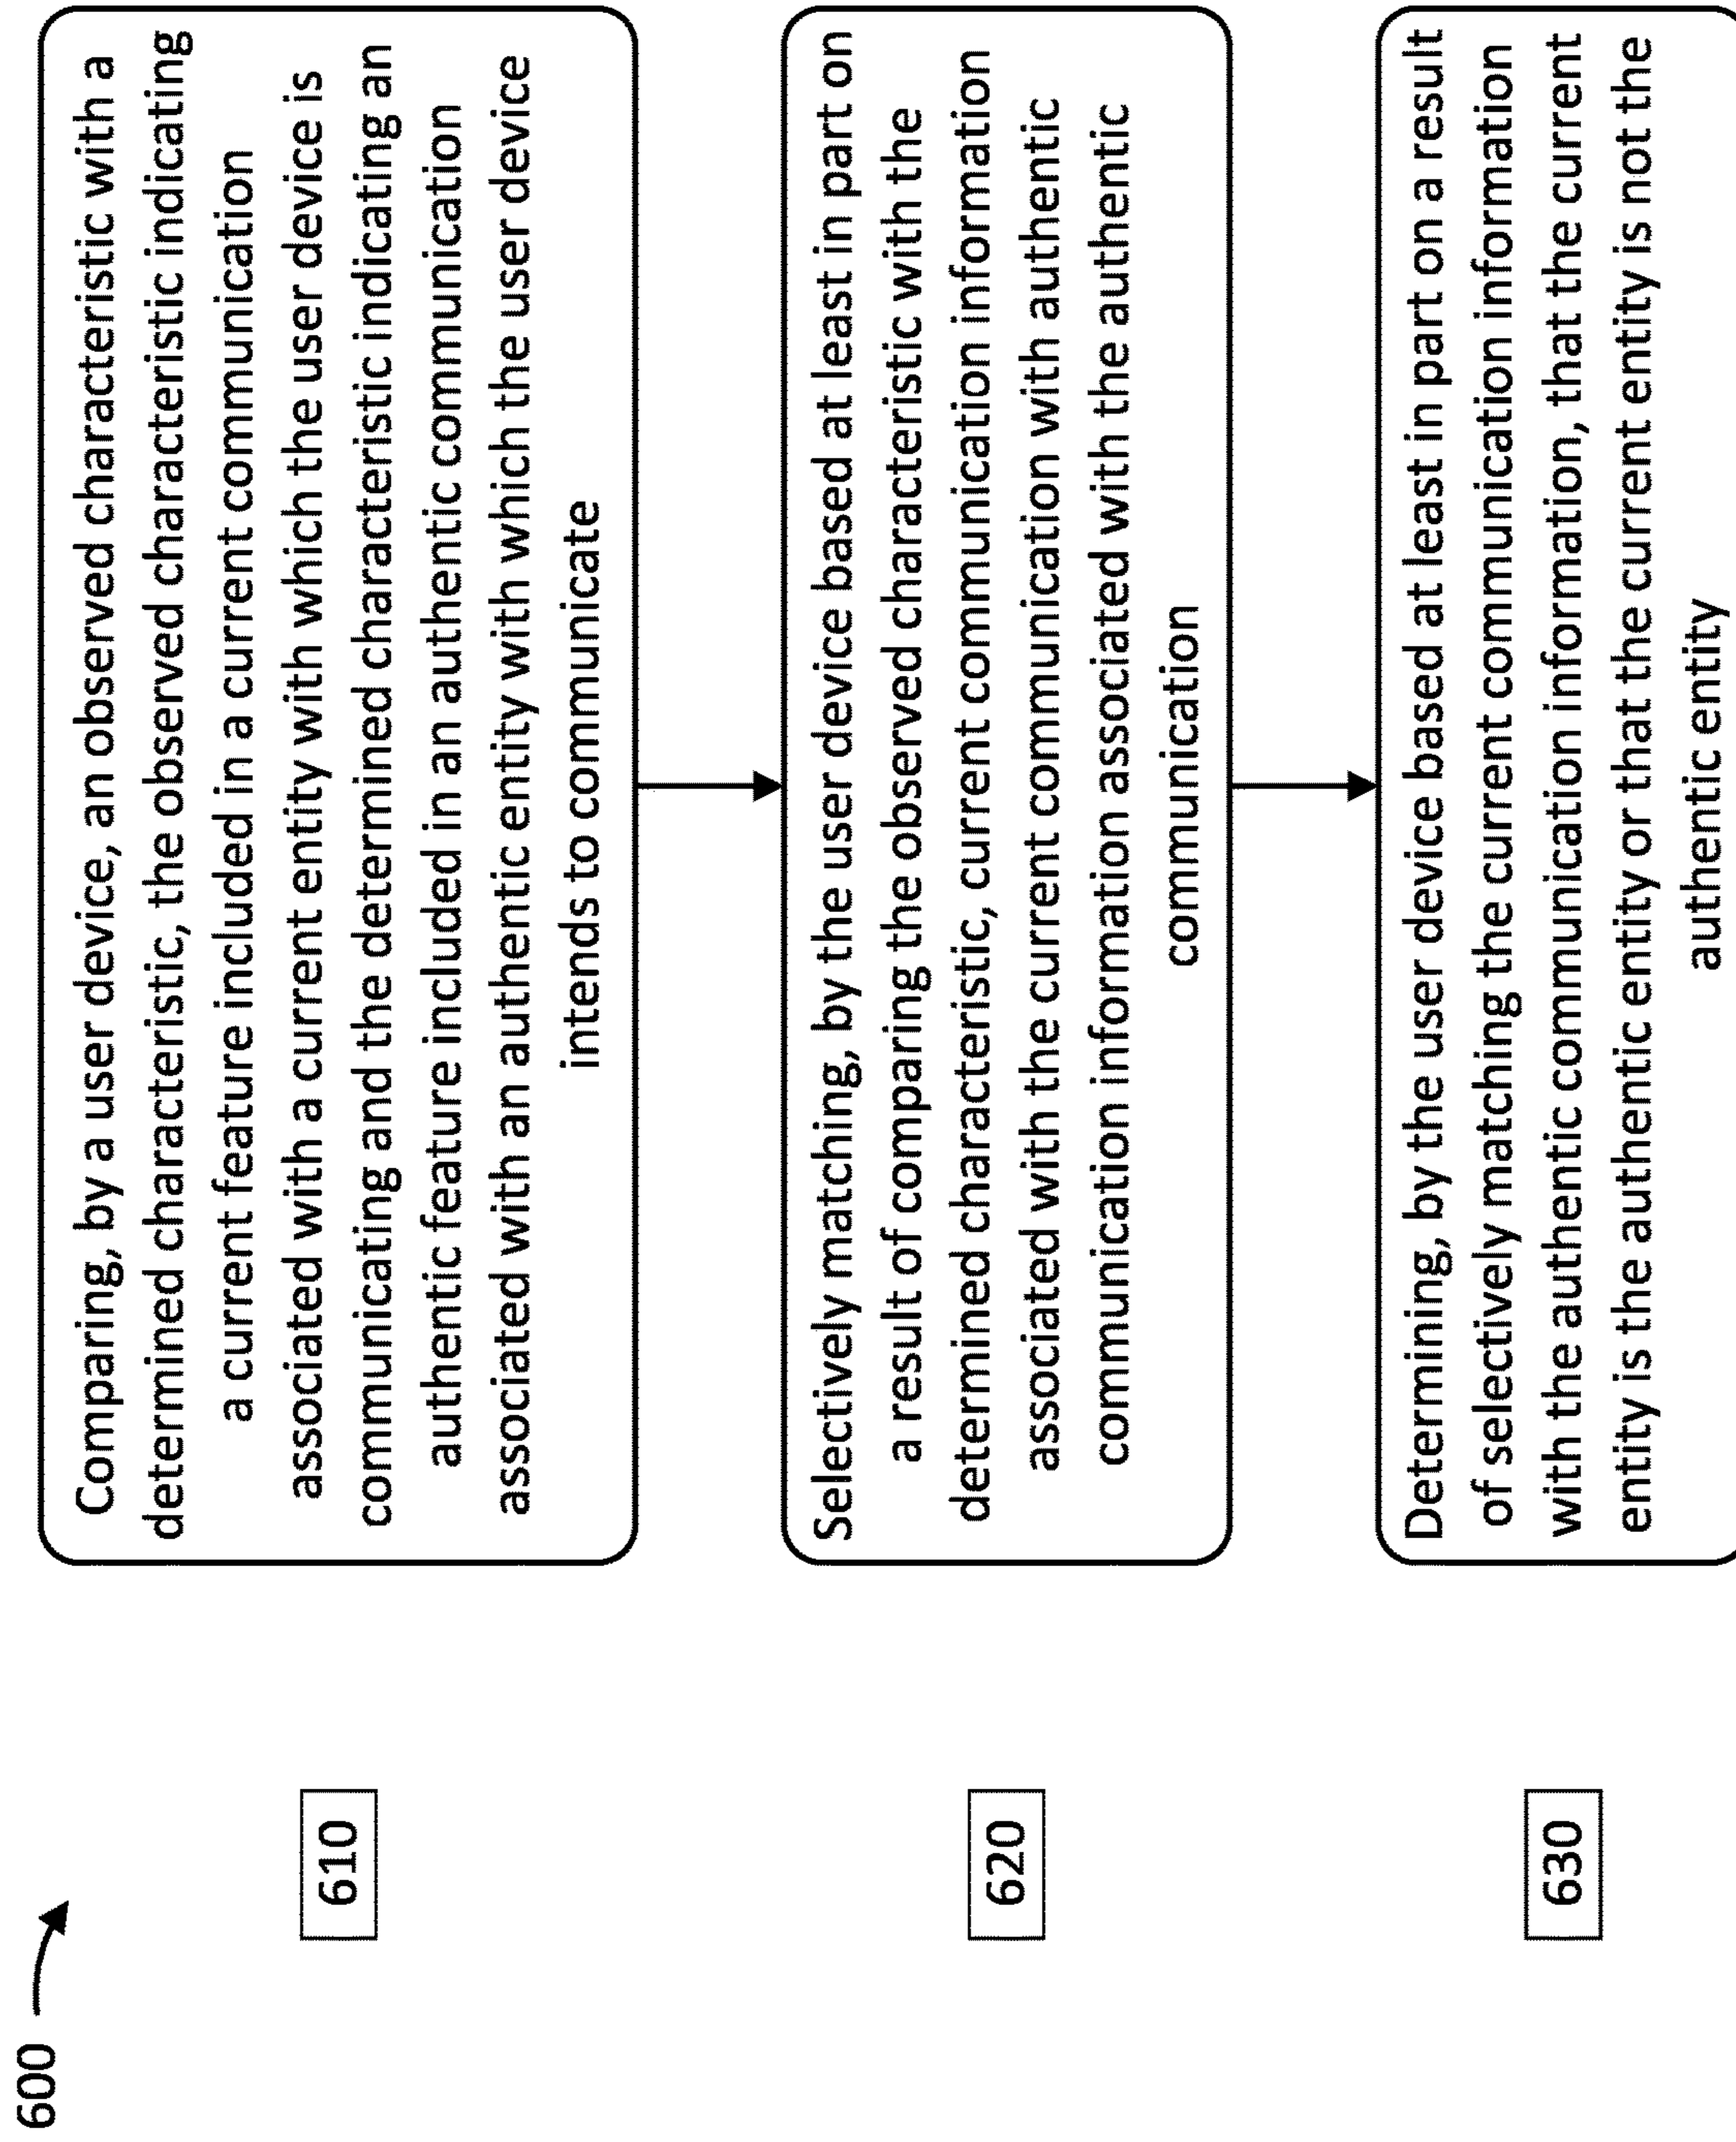 600
610
Comparing, by a user device, an observed characteristic with a
determined characteristic, the observed characteristic indicating
a current feature included in a current communication
associated with a current entity with which the user device is
communicating and the determined characteristic indicating an
authentic feature included in an authentic communication
associated with an authentic entity with which the user device
intends to communicate
620
Selectively matching, by the user device based at least in part on
a result of comparing the observed characteristic with the
determined characteristic, current communication information
associated with the current communication with authentic
communication information associated with the authentic
communication
630
Determining, by the user device based at least in part on a result
of selectively matching the current communication information
with the authentic communication information, that the current
entity is the authentic entity or that the current entity is not the
authentic entity